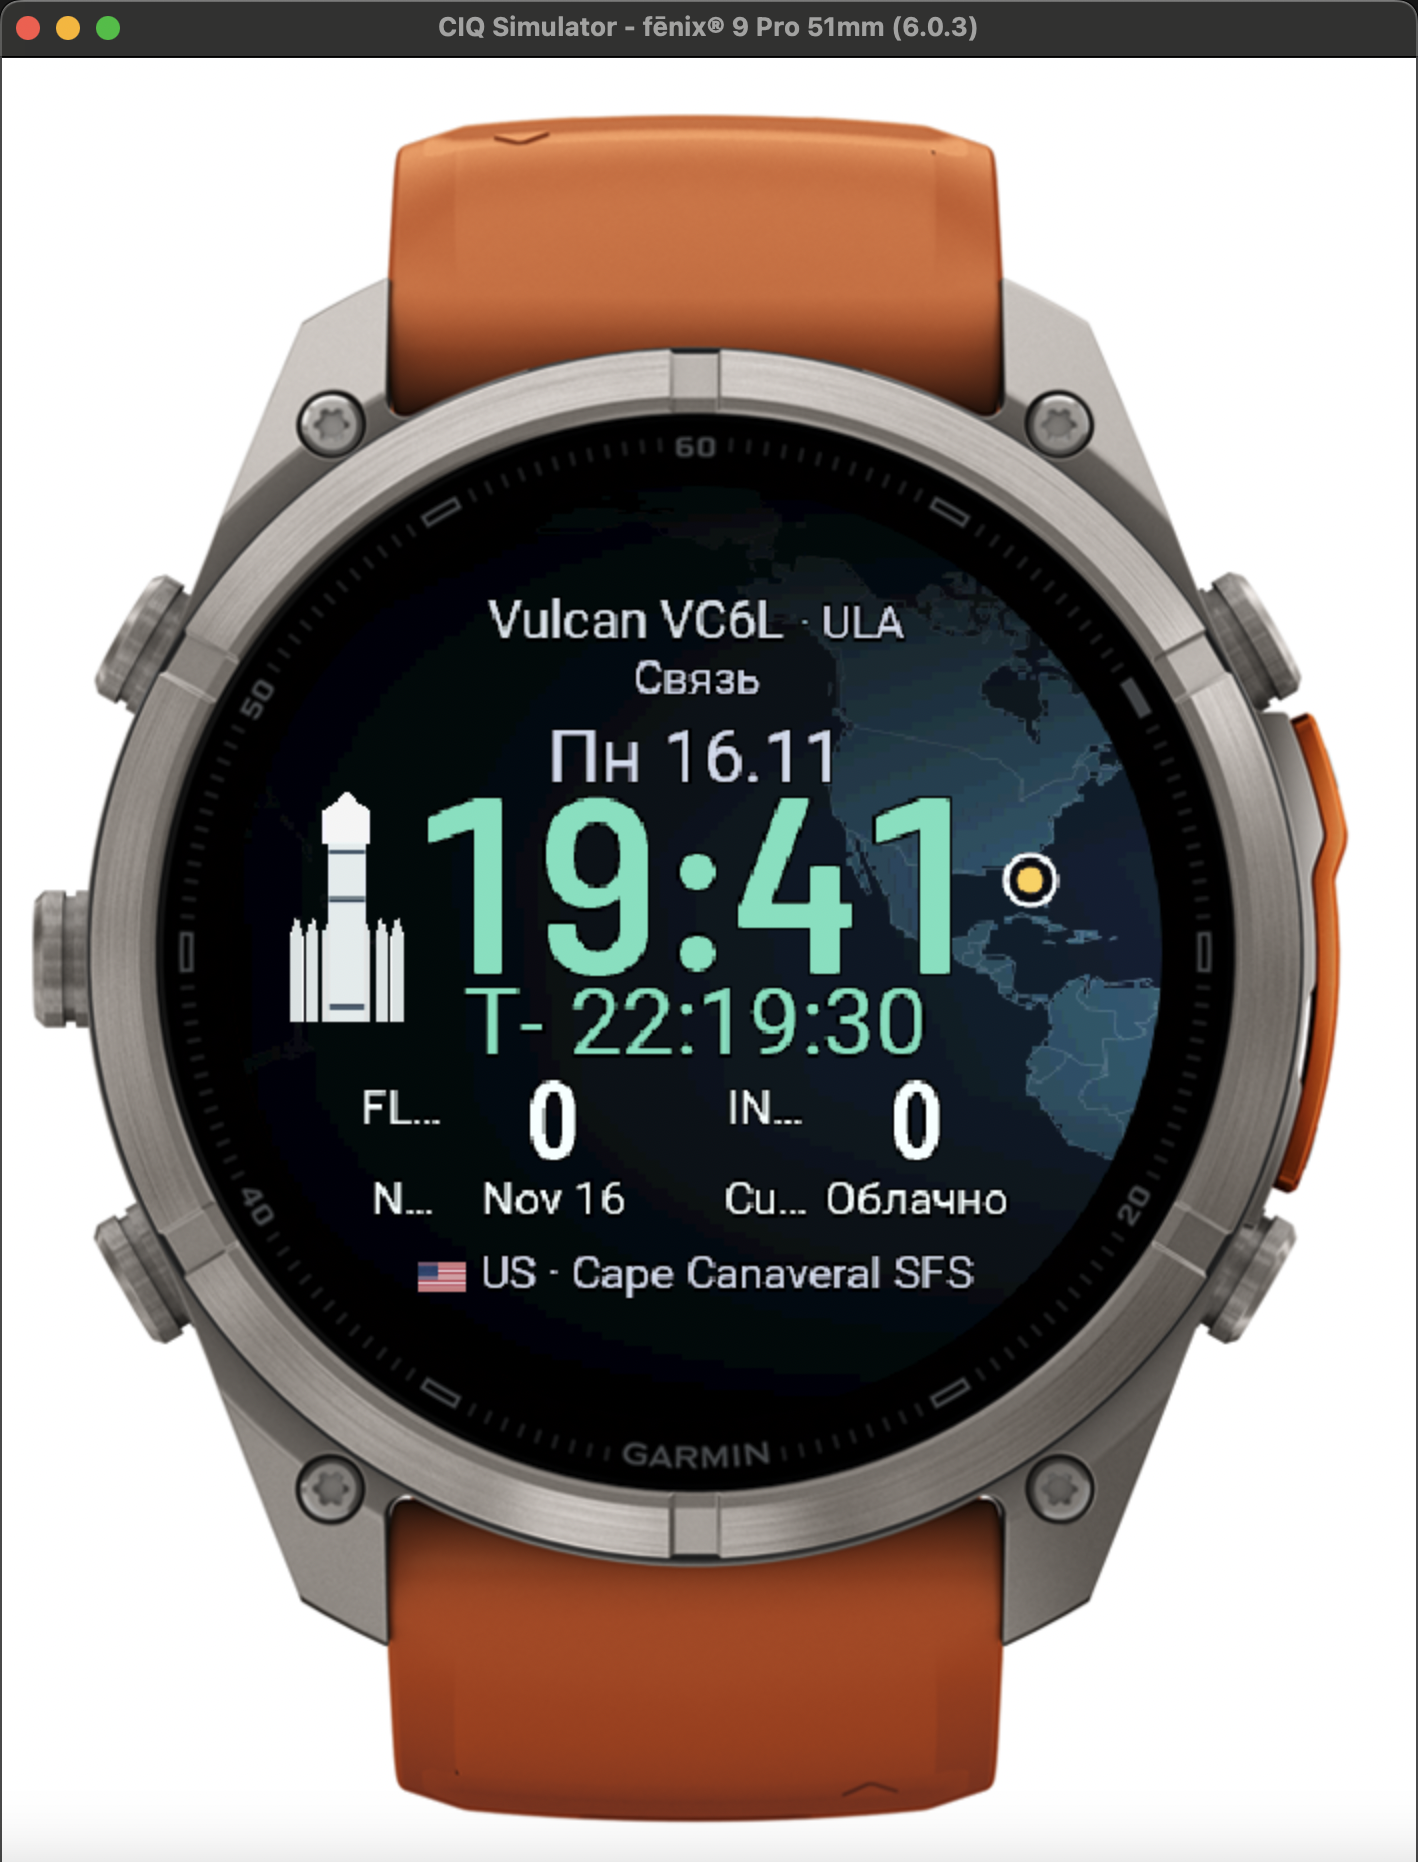 CIQ Simulator - fēnix® 9 Pro 51mm (6.0.3)
60
50
Vulcan VC6L · ULA
Связь
Пн 16.11
19:41
T- 22:19:30
FL... 0 IN... 0
N... Nov 16 Cu... Облачно
US · Cape Canaveral SFS
40
20
GARMIN